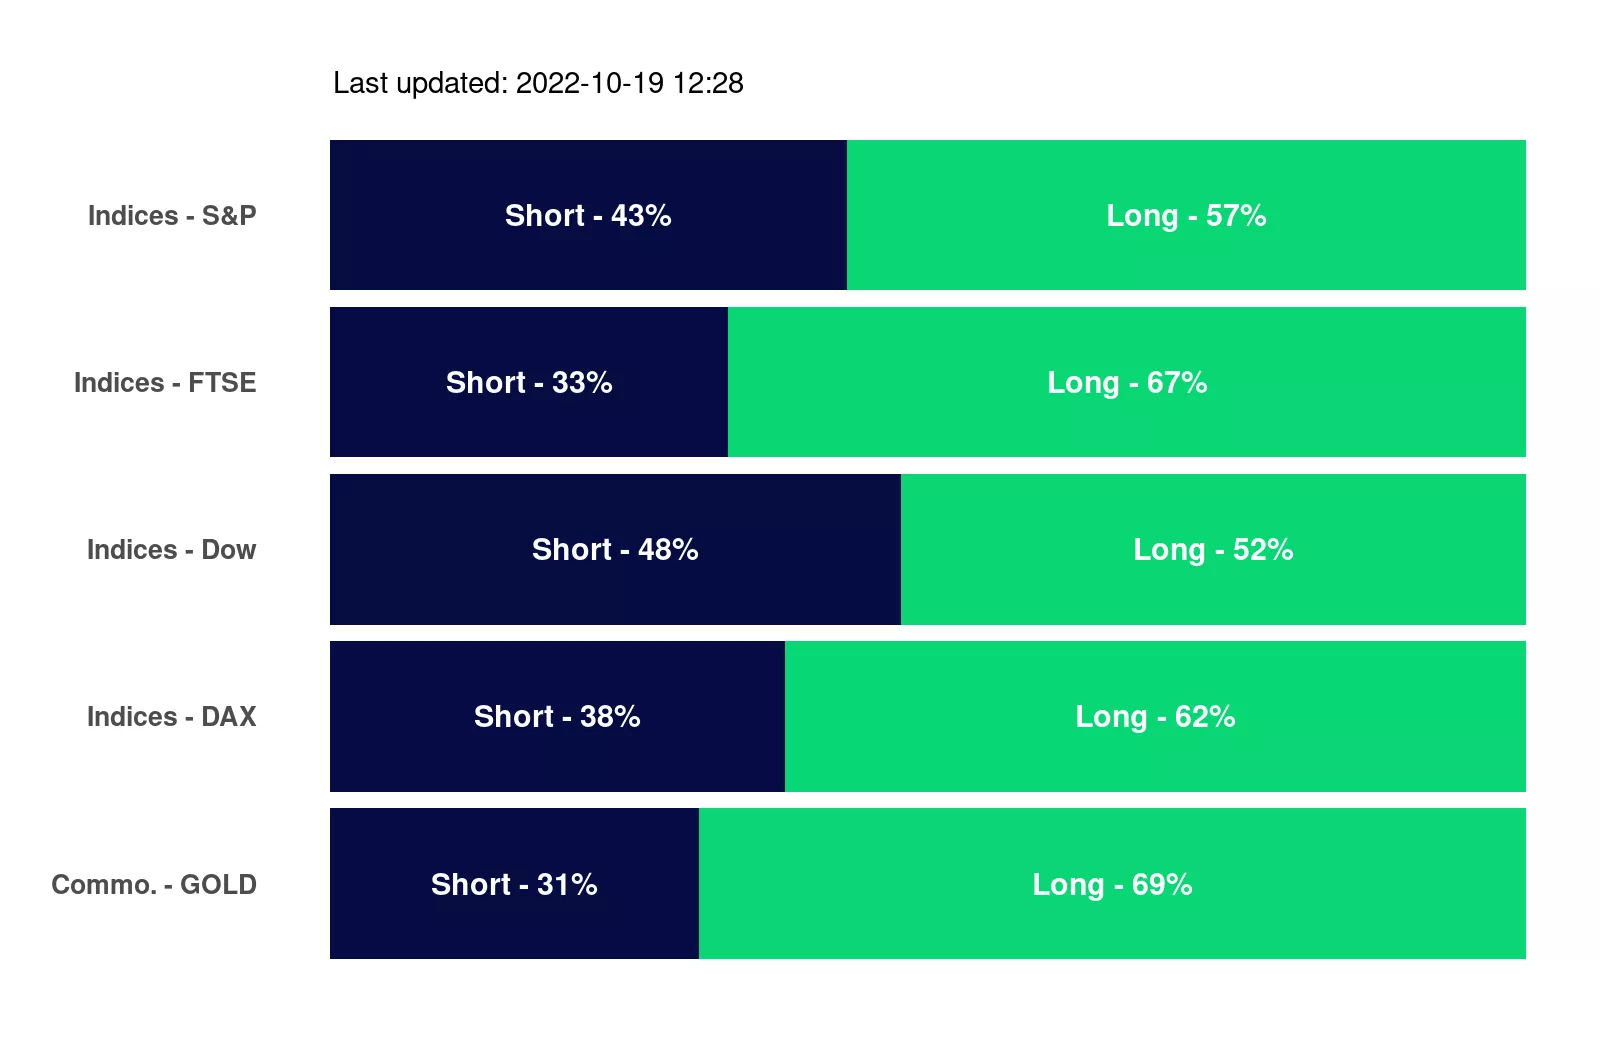 Last updated: 2022-10-19 12:28
Indices - S&P Short - 43% Long - 57%
Indices - FTSE Short - 33% Long - 67%
Indices - Dow Short - 48% Long - 52%
Indices - DAX Short - 38% Long - 62%
Commo. - GOLD Short - 31% Long - 69%